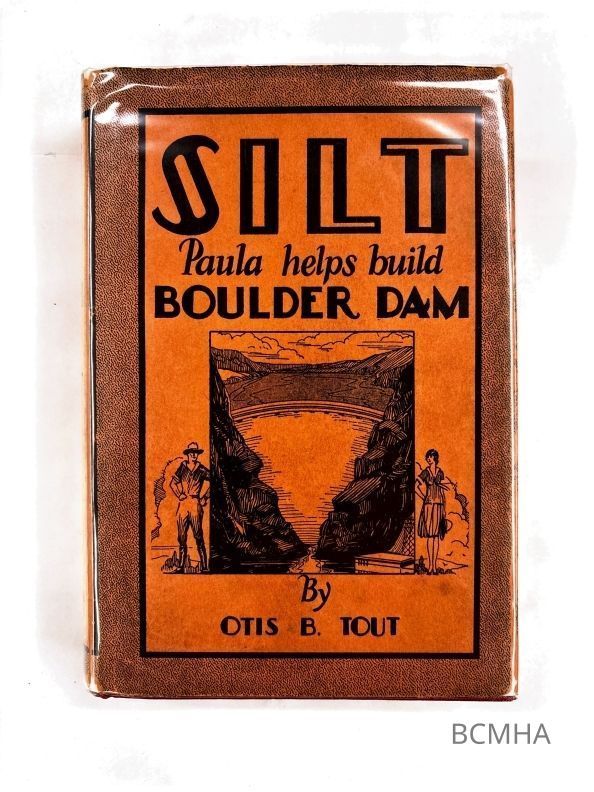 SILT
Paula helps build
BOULDER DAM
By
OTIS B. TOUT
BCMHA